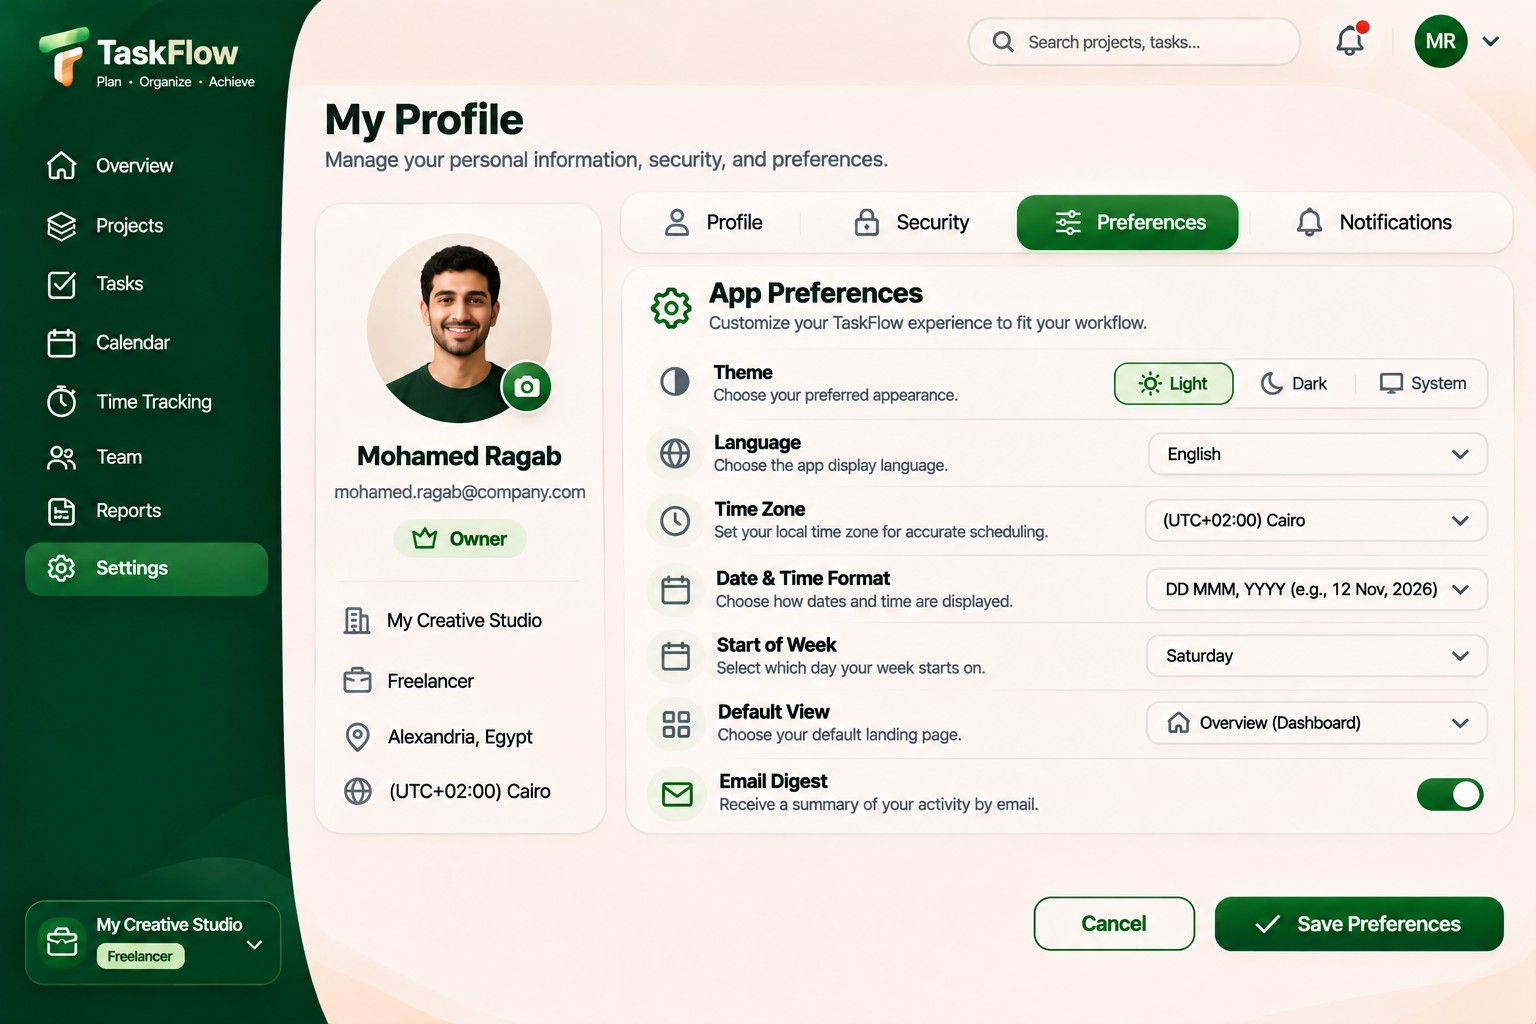 TaskFlow
Plan • Organize • Achieve
Overview
Projects
Tasks
Calendar
Time Tracking
Team
Reports
Settings
My Creative Studio
Freelancer
Search projects, tasks...
MR
My Profile
Manage your personal information, security, and preferences.
Mohamed Ragab
mohamed.ragab@company.com
Owner
My Creative Studio
Freelancer
Alexandria, Egypt
(UTC+02:00) Cairo
Profile
Security
Preferences
Notifications
App Preferences
Customize your TaskFlow experience to fit your workflow.
Theme
Choose your preferred appearance.
Light
Dark
System
Language
Choose the app display language.
English
Time Zone
Set your local time zone for accurate scheduling.
(UTC+02:00) Cairo
Date & Time Format
Choose how dates and time are displayed.
DD MMM, YYYY (e.g., 12 Nov, 2026)
Start of Week
Select which day your week starts on.
Saturday
Default View
Choose your default landing page.
Overview (Dashboard)
Email Digest
Receive a summary of your activity by email.
Cancel
Save Preferences